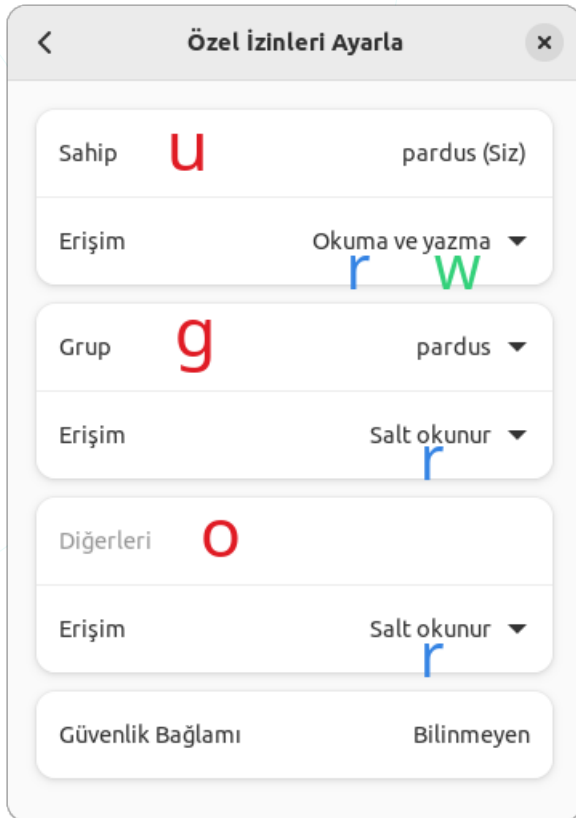 Özel İzinleri Ayarla
Sahip u pardus (Siz)
Erişim Okuma ve yazma
r w
Grup g pardus
Erişim Salt okunur
r
Diğerleri o
Erişim Salt okunur
r
Güvenlik Bağlamı Bilinmeyen